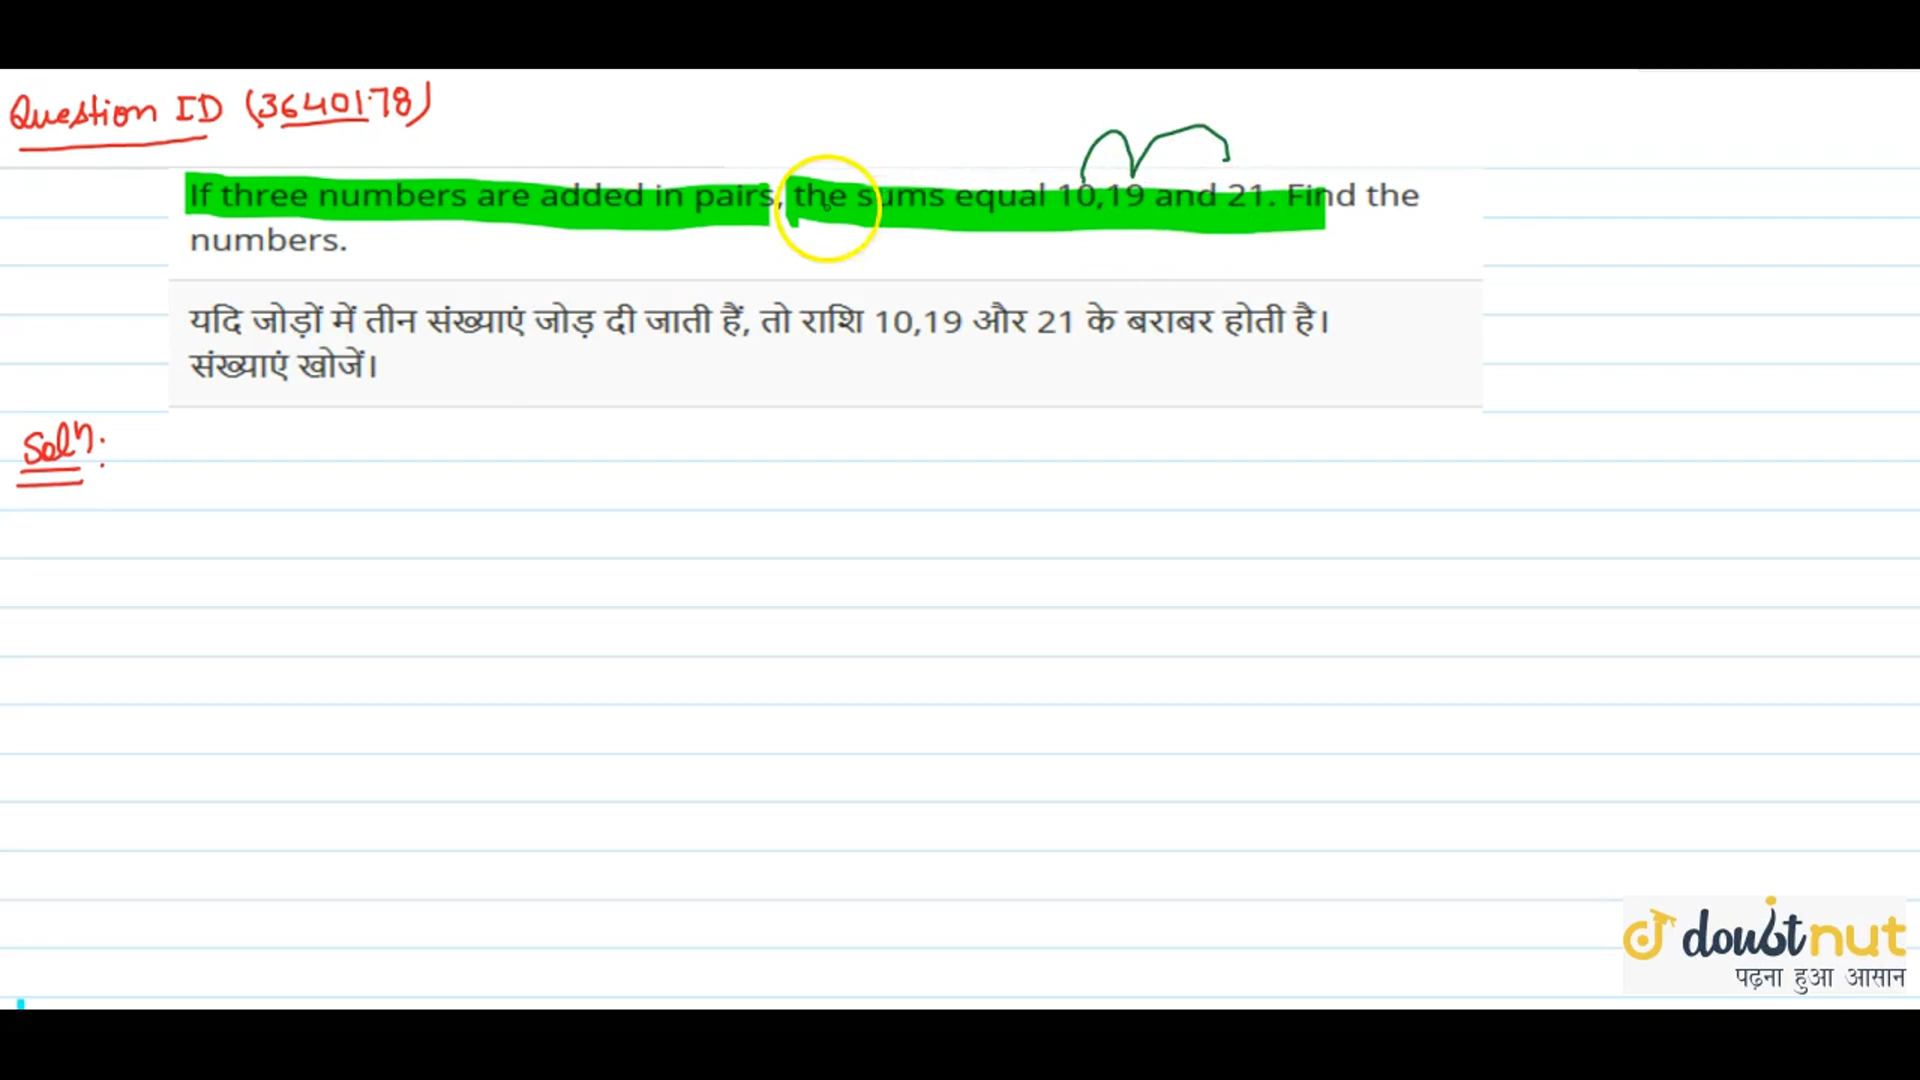 Question ID (3640178)
If three numbers are added in pairs, the sums equal 10,19 and 21. Find the
numbers.
यदि जोड़ों में तीन संख्याएं जोड़ दी जाती हैं, तो राशि 10,19 और 21 के बराबर होती है।
संख्याएं खोजें।
Solη:
doubtnut
पढ़ना हुआ आसान